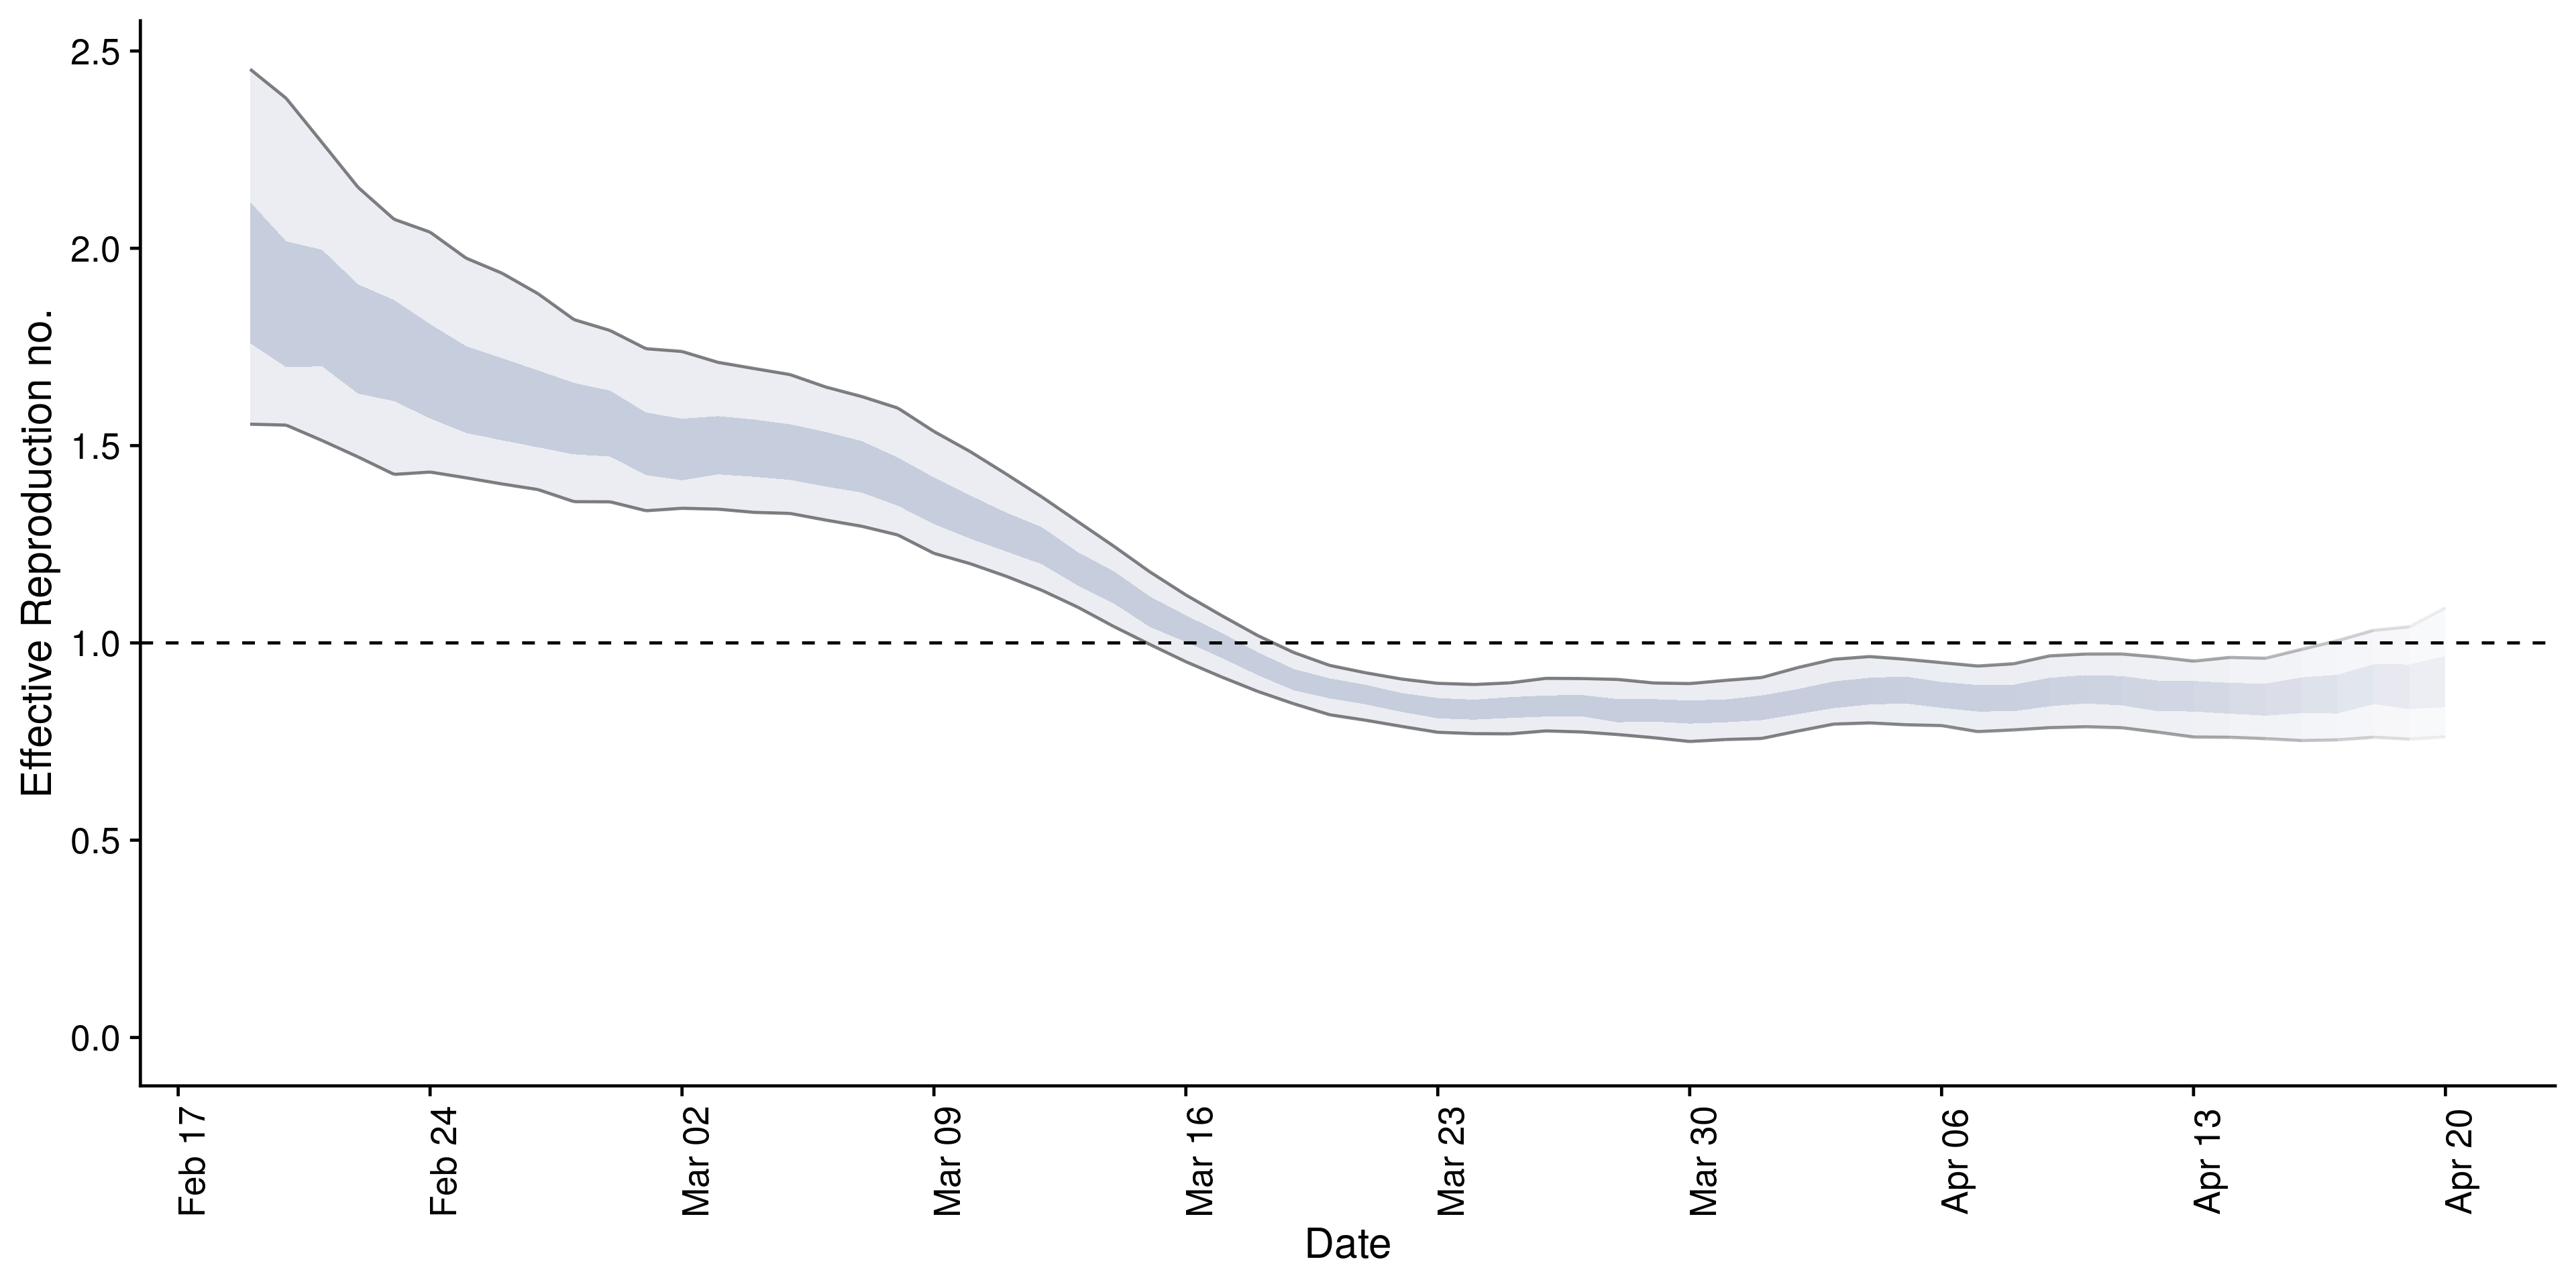 Effective Reproduction no.
2.5
2.0
1.5
1.0
0.5
0.0
Feb 17
Feb 24
Mar 02
Mar 09
Mar 16
Mar 23
Mar 30
Apr 06
Apr 13
Apr 20
Date